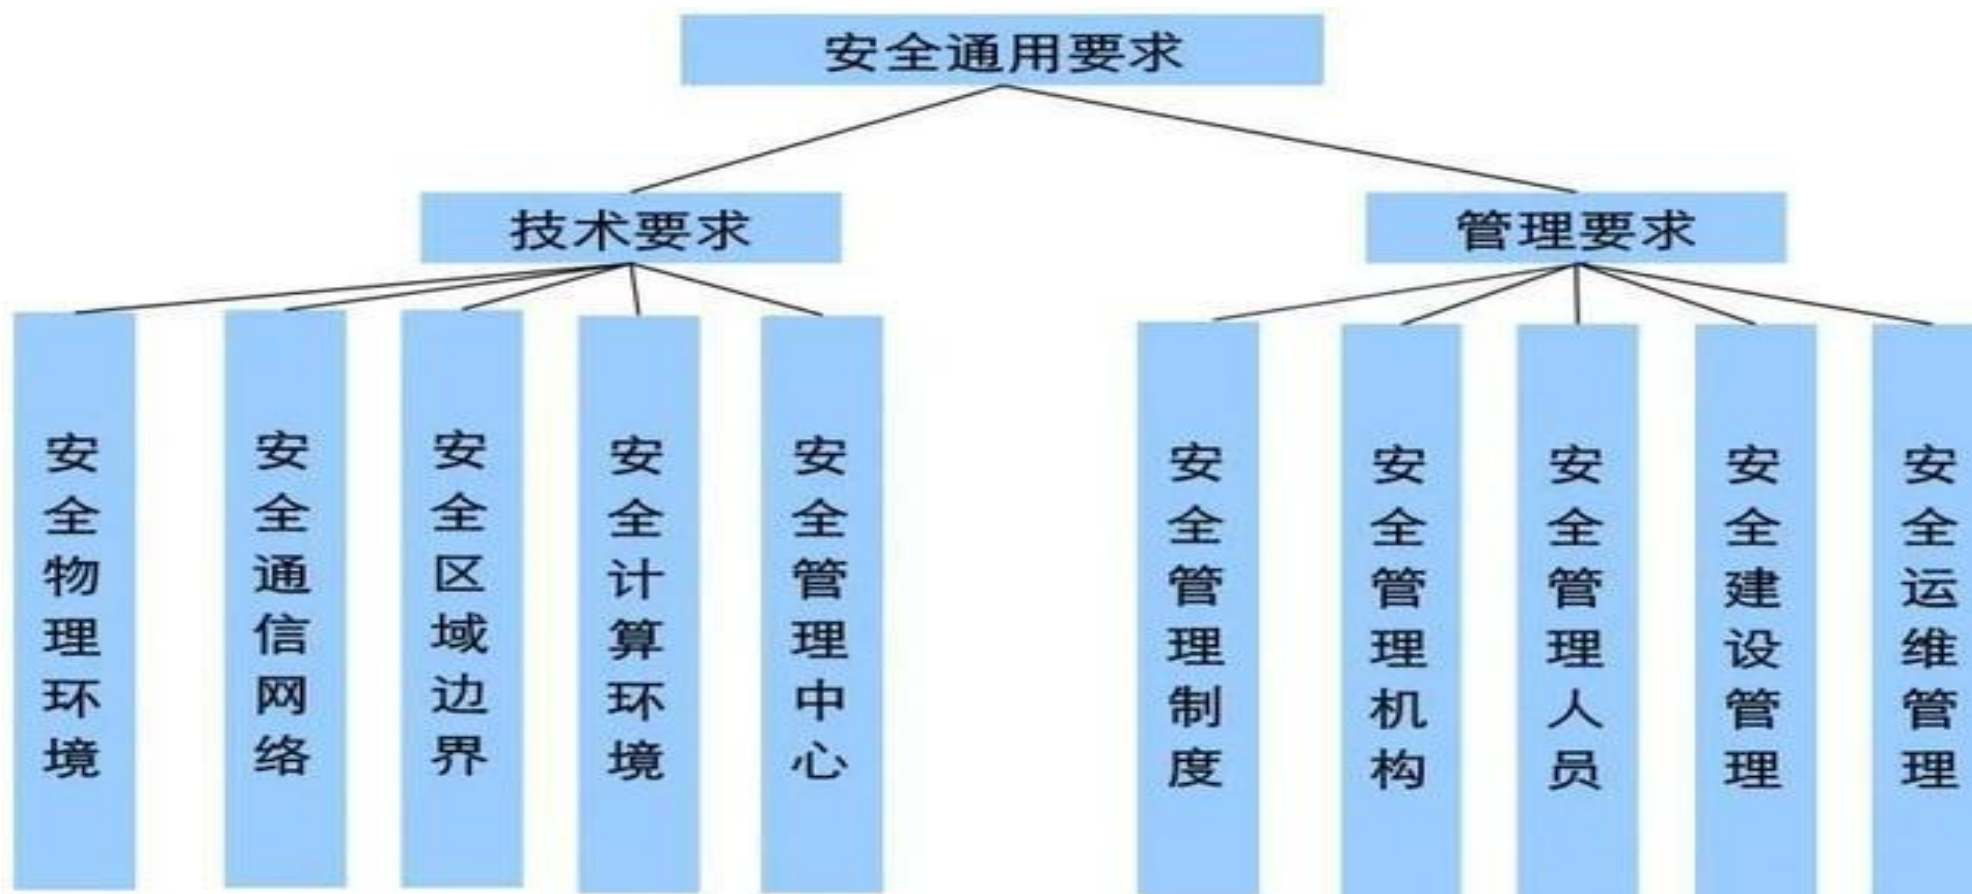 安全通用要求
技术要求
管理要求
安全物理环境
安全通信网络
安全区域边界
安全计算环境
安全管理中心
安全管理制度
安全管理机构
安全管理人员
安全建设管理
安全运维管理